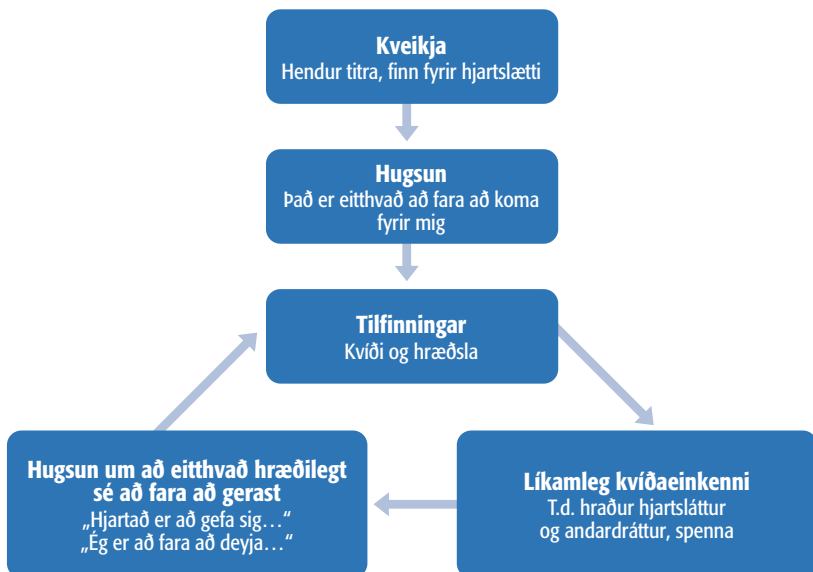 Kveikja
Hendur titra, finn fyrir hjartslætti
Hugsun
Það er eitthvað að fara að koma
fyrir mig
Tilfinningar
Kvíði og hræðsla
Hugsun um að eitthvað hræðilegt
sé að fara að gerast
„Hjartað er að gefa sig…“
„Ég er að fara að deyja…“
Líkamleg kvíðaeinkenni
T.d. hraður hjartsláttur
og andardráttur, spenna